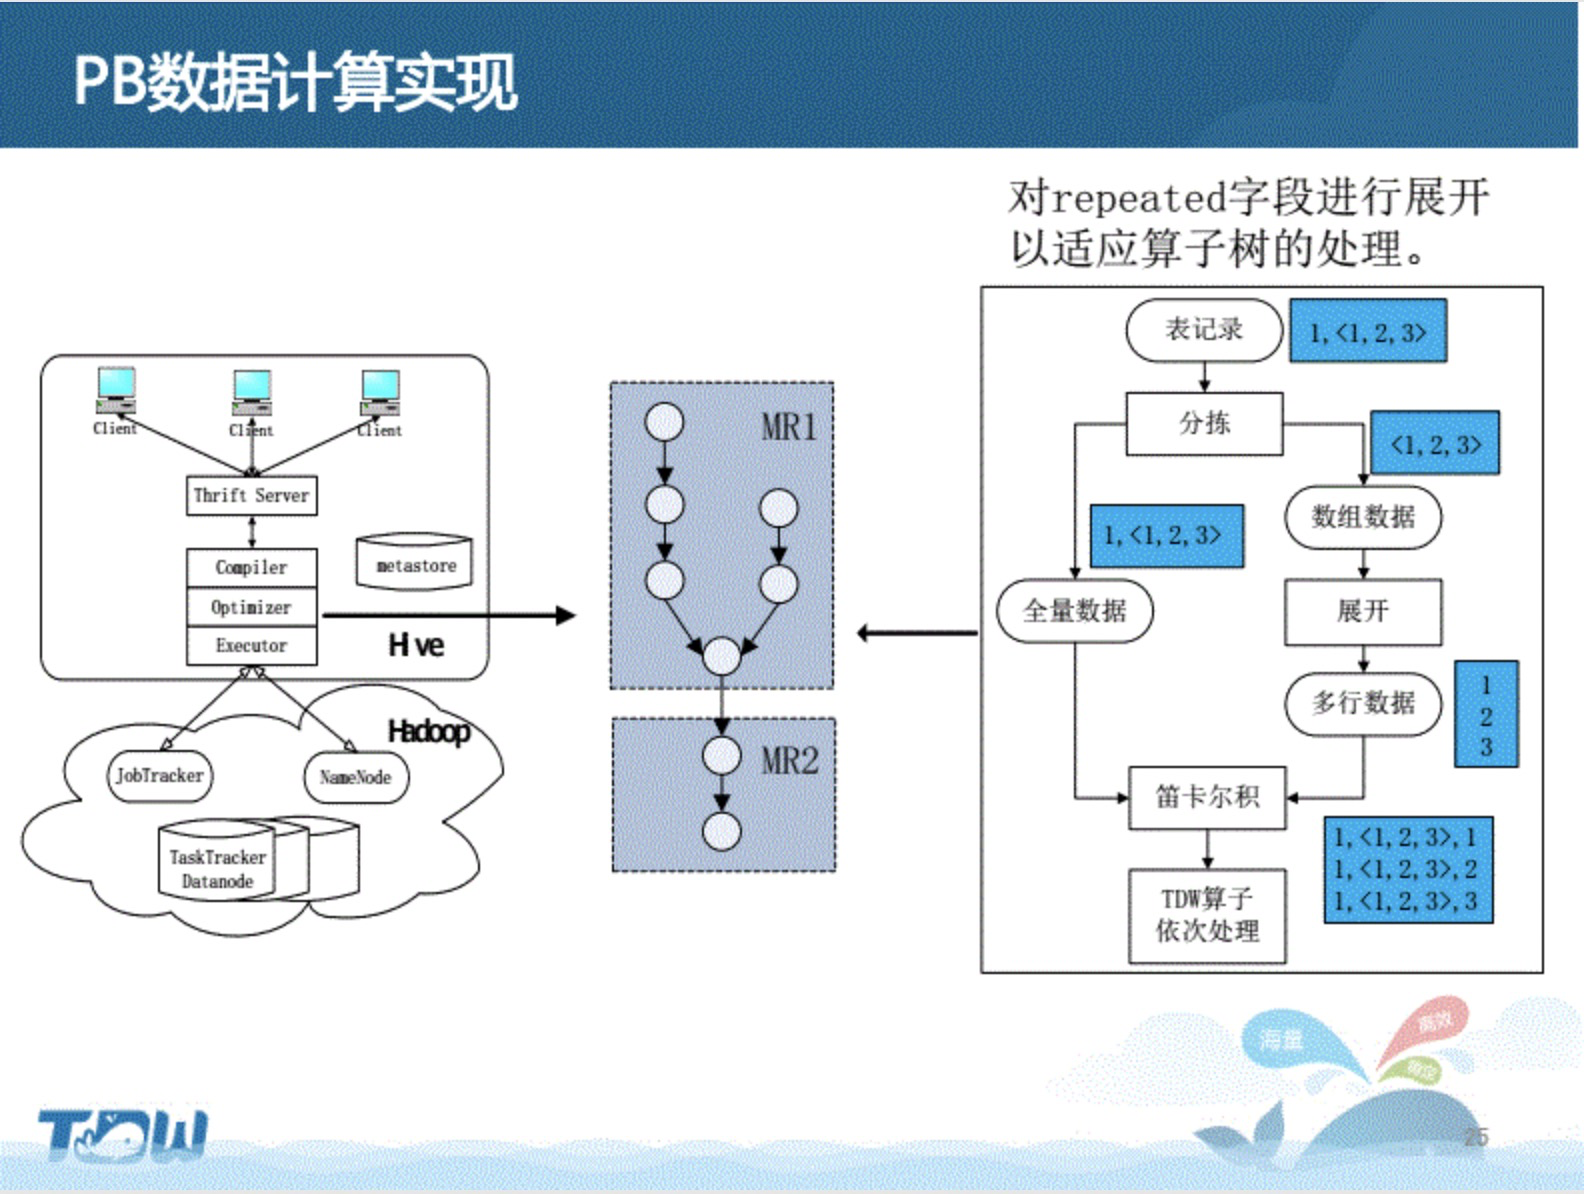 PB数据计算实现
对repeated字段进行展开
以适应算子树的处理。
Client
Client
Client
Thrift Server
Compiler
Optimizer
Executor
metastore
Hive
Hadoop
JobTracker
NameNode
TaskTracker
Datanode
MR1
MR2
表记录
1,<1,2,3>
分拣
<1,2,3>
1,<1,2,3>
数组数据
全量数据
展开
多行数据
1
2
3
笛卡尔积
1,<1,2,3>,1
1,<1,2,3>,2
1,<1,2,3>,3
TDW算子
依次处理
海量
高效
TDW
25